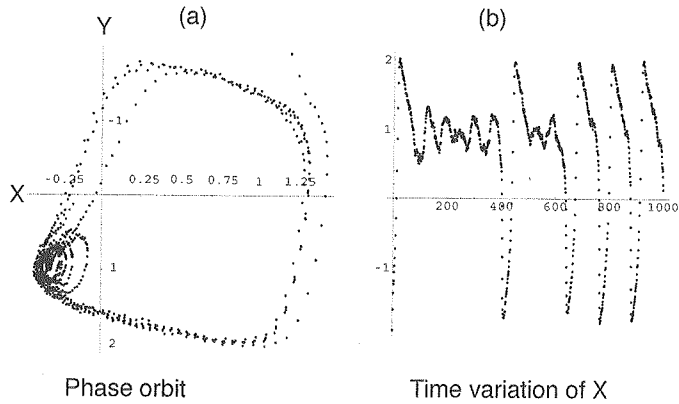 (a)
Y
-1
X
-0.25 0.25 0.5 0.75 1 1.25
1
2
Phase orbit
(b)
2
1
200 400 600 800 1000
-1
Time variation of X